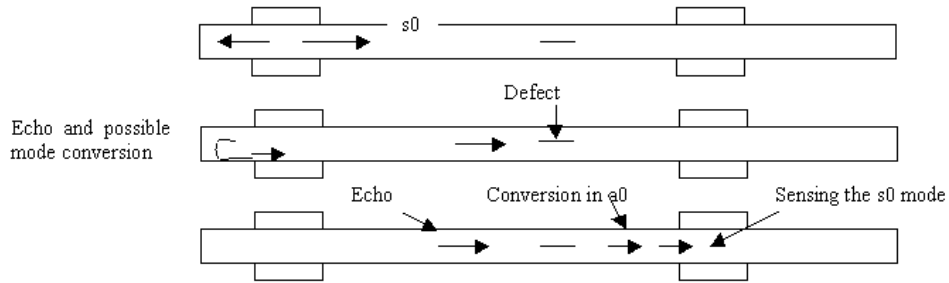 s0
Defect
Echo and possible
mode conversion
Echo
Conversion in a0
Sensing the s0 mode